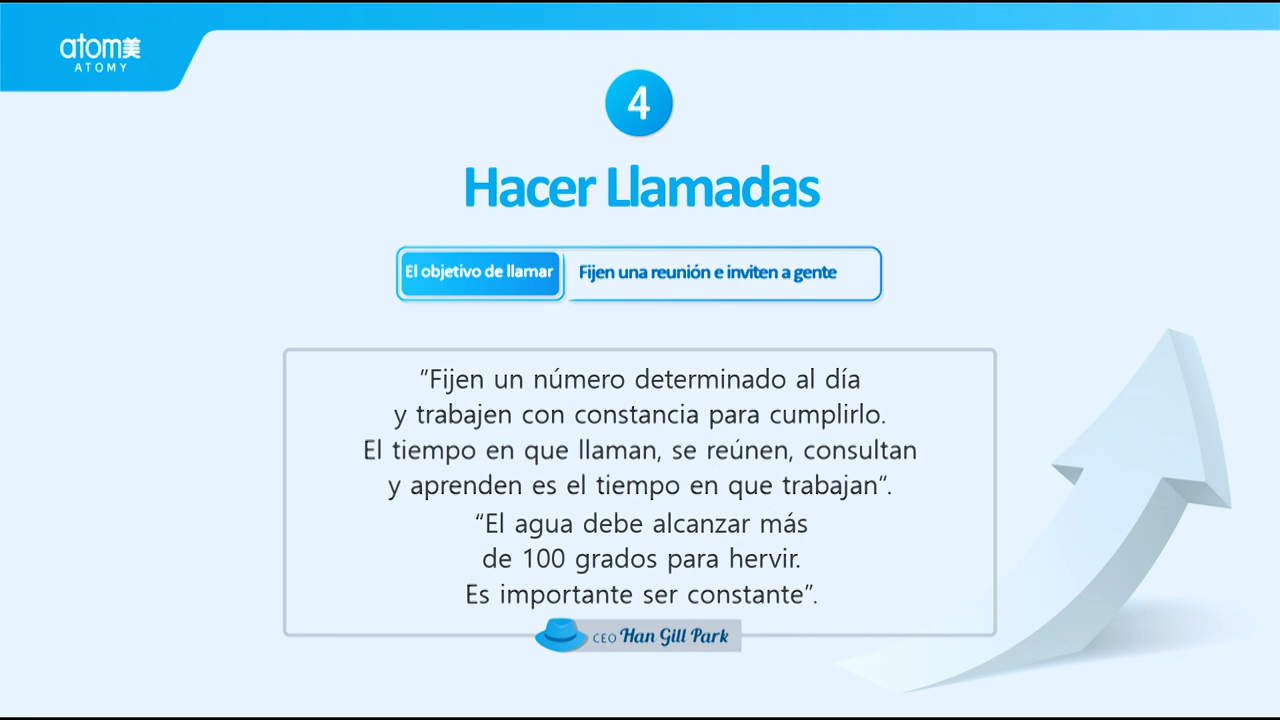 atom美
ATOMY
4
Hacer Llamadas
El objetivo de llamar
Fijen una reunión e inviten a gente
”Fijen un número determinado al día
y trabajen con constancia para cumplirlo.
El tiempo en que llaman, se reúnen, consultan
y aprenden es el tiempo en que trabajan“.
“El agua debe alcanzar más
de 100 grados para hervir.
Es importante ser constante”.
CEO Han Gill Park